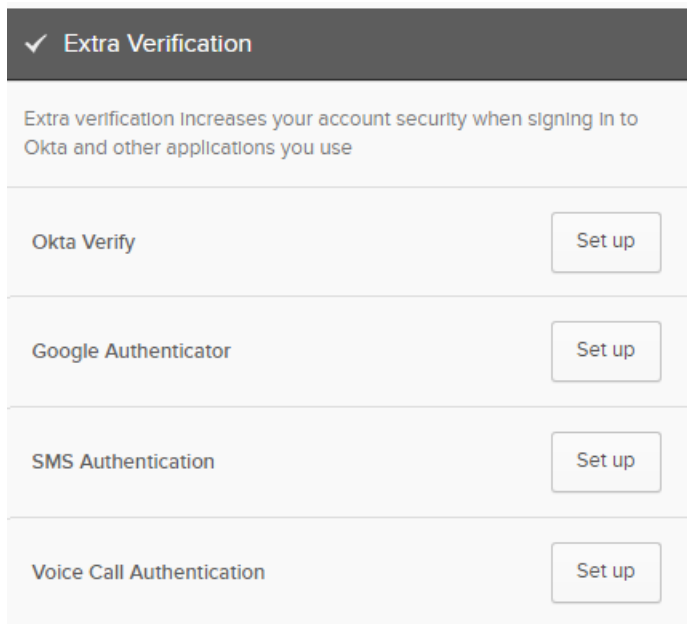 Extra Verification
Extra verification increases your account security when signing in to
Okta and other applications you use
Okta Verify
Set up
Google Authenticator
Set up
SMS Authentication
Set up
Voice Call Authentication
Set up